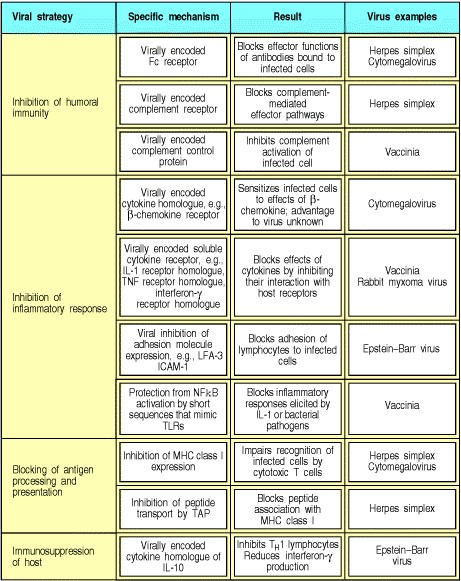 Viral strategy
Specific mechanism
Result
Virus examples
Inhibition of humoral
immunity
Virally encoded
Fc receptor
Blocks effector functions
of antibodies bound to
infected cells
Herpes simplex
Cytomegalovirus
Virally encoded
complement receptor
Blocks complement-
mediated
effector pathways
Herpes simplex
Virally encoded
complement control
protein
Inhibits complement
activation of
infected cell
Vaccinia
Inhibition of
inflammatory response
Virally encoded
cytokine homologue, e.g.,
β-chemokine receptor
Sensitizes infected cells
to effects of β-
chemokine; advantage
to virus unknown
Cytomegalovirus
Virally encoded soluble
cytokine receptor, e.g.,
IL-1 receptor homologue,
TNF receptor homologue,
interferon-γ
receptor homologue
Blocks effects of
cytokines by inhibiting
their interaction with
host receptors
Vaccinia
Rabbit myxoma virus
Viral inhibition of
adhesion molecule
expression, e.g., LFA-3
ICAM-1
Blocks adhesion of
lymphocytes to infected
cells
Epstein–Barr virus
Protection from NFκB
activation by short
sequences that mimic
TLRs
Blocks inflammatory
responses elicited by
IL-1 or bacterial
pathogens
Vaccinia
Blocking of antigen
processing and
presentation
Inhibition of MHC class I
expression
Impairs recognition of
infected cells by
cytotoxic T cells
Herpes simplex
Cytomegalovirus
Inhibition of peptide
transport by TAP
Blocks peptide
association with
MHC class I
Herpes simplex
Immunosuppression
of host
Virally encoded
cytokine homologue of
IL-10
Inhibits TH1 lymphocytes
Reduces interferon-γ
production
Epstein–Barr
virus